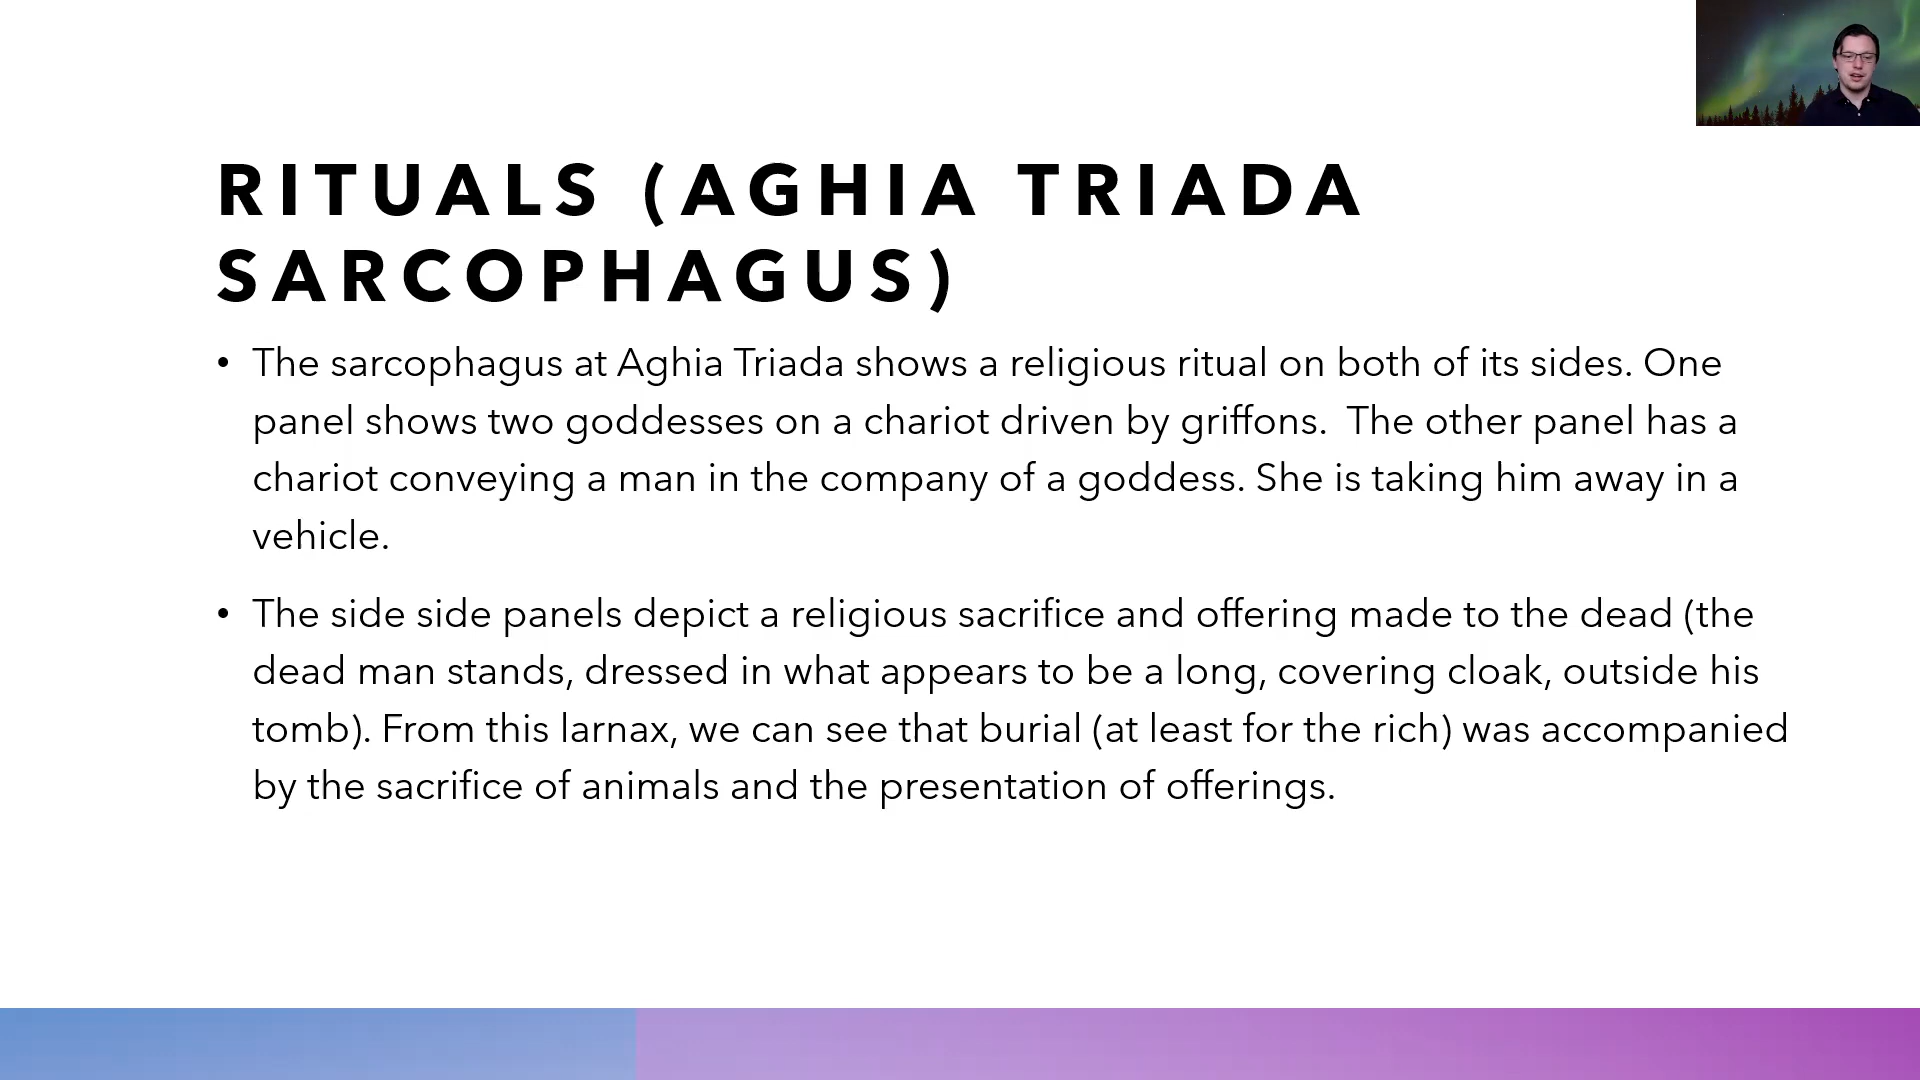 RITUALS (AGHIA TRIADA
SARCOPHAGUS)
• The sarcophagus at Aghia Triada shows a religious ritual on both of its sides. One
panel shows two goddesses on a chariot driven by griffons.  The other panel has a
chariot conveying a man in the company of a goddess. She is taking him away in a
vehicle.
• The side side panels depict a religious sacrifice and offering made to the dead (the
dead man stands, dressed in what appears to be a long, covering cloak, outside his
tomb). From this larnax, we can see that burial (at least for the rich) was accompanied
by the sacrifice of animals and the presentation of offerings.